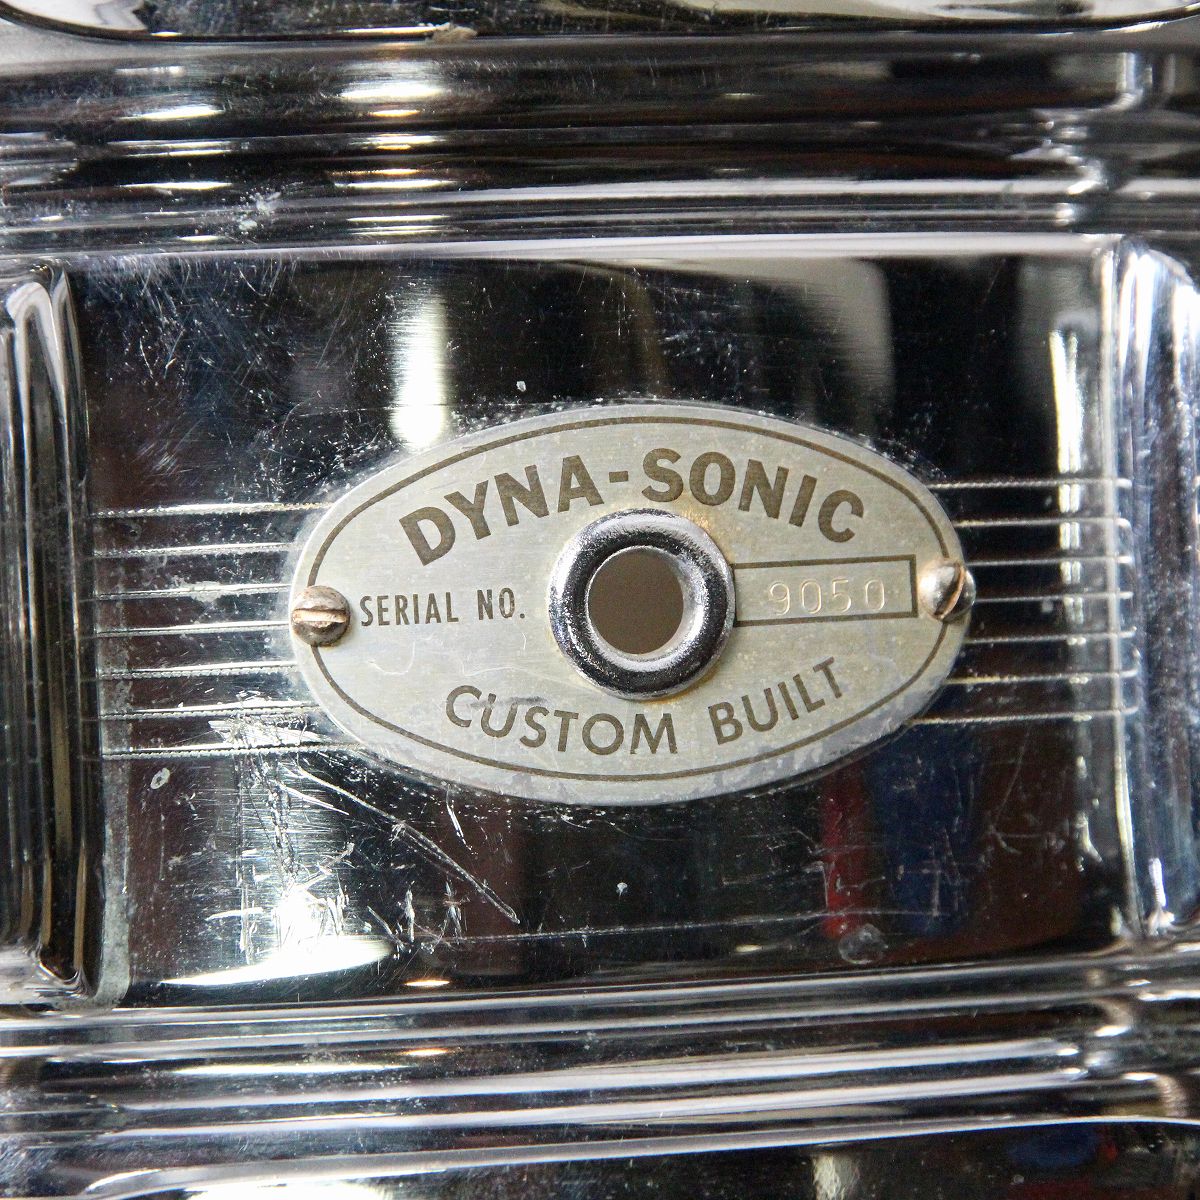 DYNA-SONIC
SERIAL NO. 9050
CUSTOM BUILT